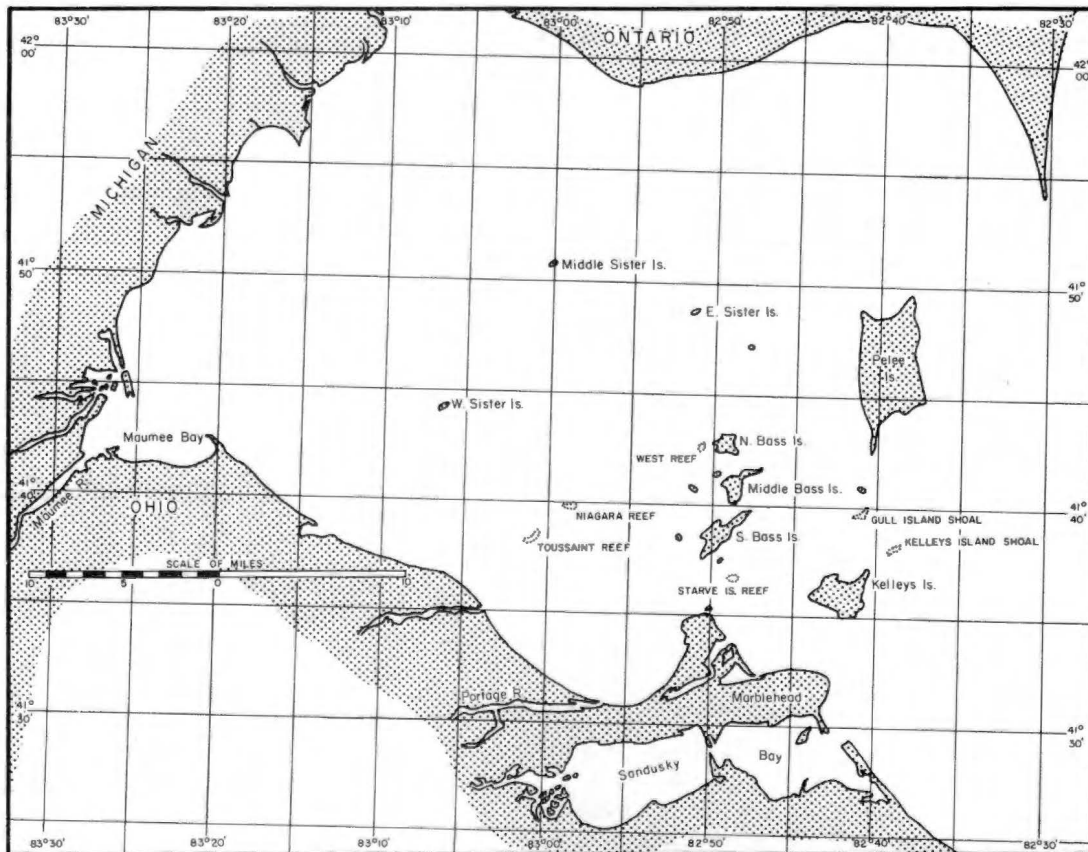 83°30'
83°20'
83°10'
83°00'
82°50'
82°40'
82°30'
42°
00'
ONTARIO
42°
00'
MICHIGAN
41°
50'
Middle Sister Is.
41°
50'
E. Sister Is.
Pelee
Is.
W. Sister Is.
Maumee Bay
N. Bass Is.
WEST REEF
Middle Bass Is.
41°
40'
Maumee R.
OHIO
NIAGARA REEF
GULL ISLAND SHOAL
41°
40'
TOUSSAINT REEF
S. Bass Is.
KELLEYS ISLAND SHOAL
SCALE OF MILES
10
5
0
10
STARVE IS. REEF
Kelleys Is.
Portage R.
Marblehead
41°
30'
41°
30'
Sandusky
Bay
83°30'
83°20'
83°10'
83°00'
82°50'
82°40'
82°30'